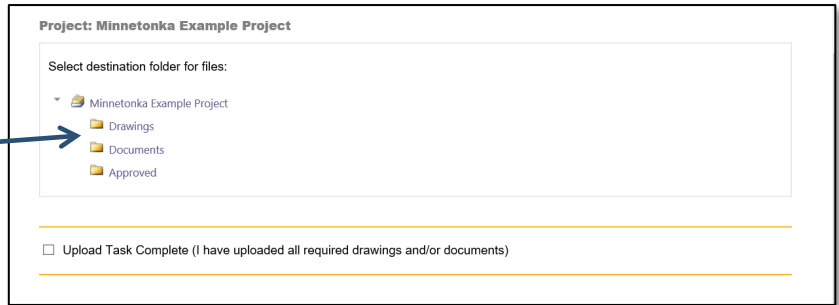 Project: Minnetonka Example Project
Select destination folder for files:
Minnetonka Example Project
Drawings
Documents
Approved
Upload Task Complete (I have uploaded all required drawings and/or documents)